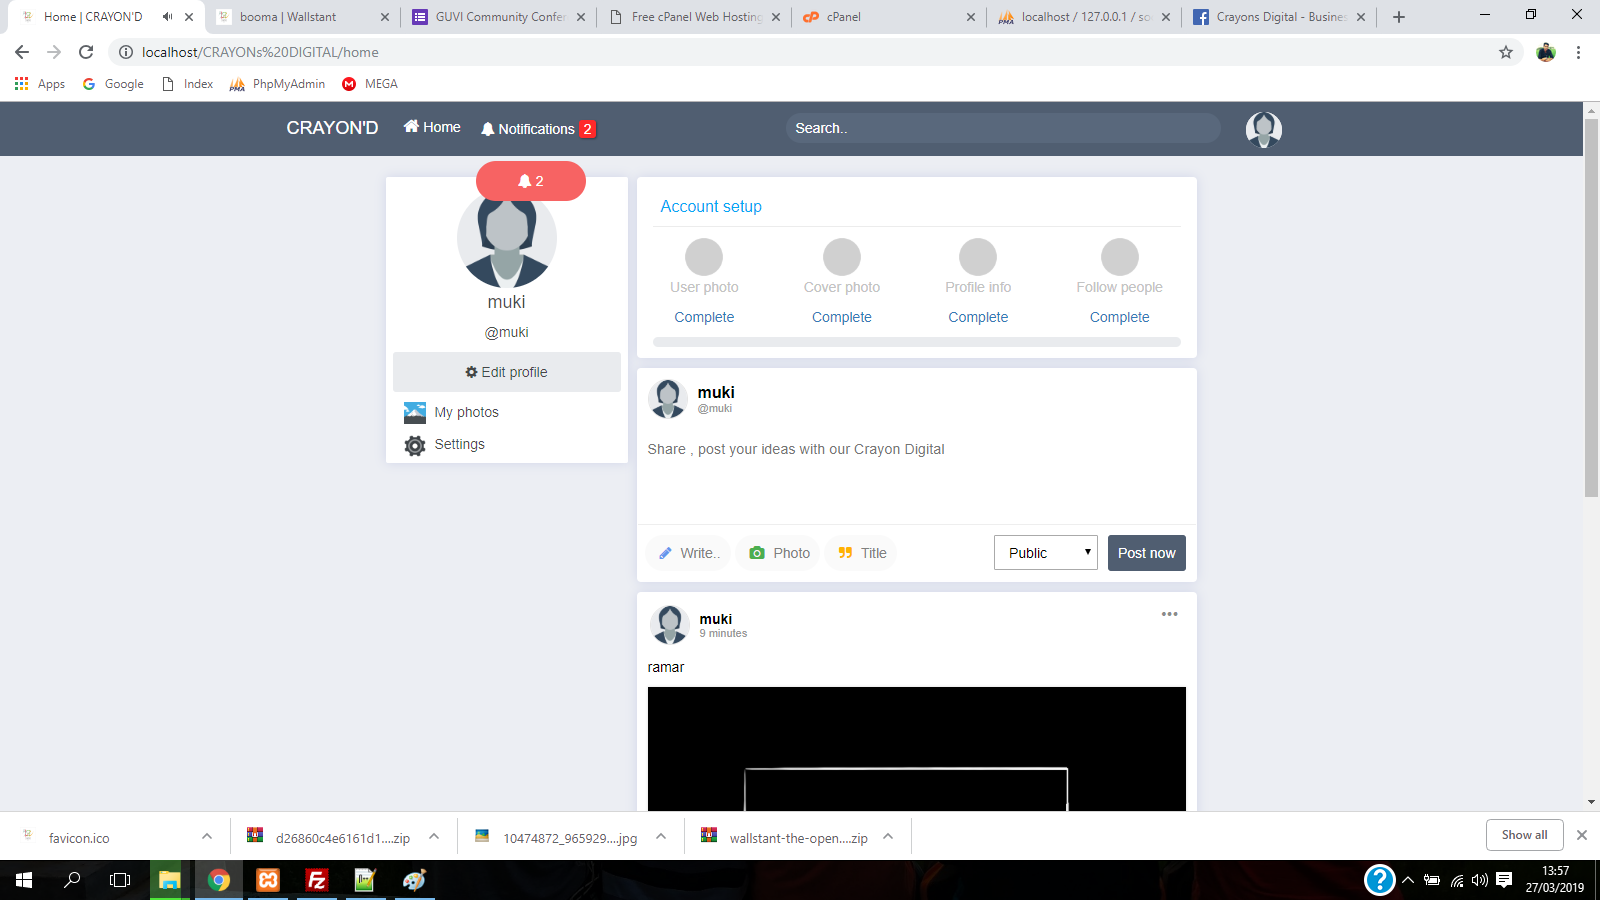 Home | CRAYON'D
booma | Wallstant
GUVI Community Confer
Free cPanel Web Hosting
cPanel
localhost / 127.0.0.1 / so
Crayons Digital - Busines
localhost/CRAYONs%20DIGITAL/home
Apps
Google
Index
PhpMyAdmin
MEGA
CRAYON'D
Home
Notifications 2
Search..
2
muki
@muki
Edit profile
My photos
Settings
Account setup
User photo
Cover photo
Profile info
Follow people
Complete
Complete
Complete
Complete
muki
@muki
Share , post your ideas with our Crayon Digital
Write..
Photo
Title
Public
Post now
muki
9 minutes
ramar
favicon.ico
d26860c4e6161d1....zip
10474872_965929....jpg
wallstant-the-open....zip
Show all
13:57
27/03/2019